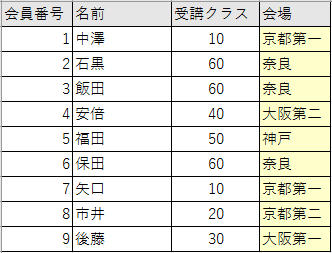 会員番号 名前 受講クラス 会場
1 中澤 10 京都第一
2 石黒 60 奈良
3 飯田 60 奈良
4 安倍 40 大阪第二
5 福田 50 神戸
6 保田 60 奈良
7 矢口 10 京都第一
8 市井 20 京都第二
9 後藤 30 大阪第一